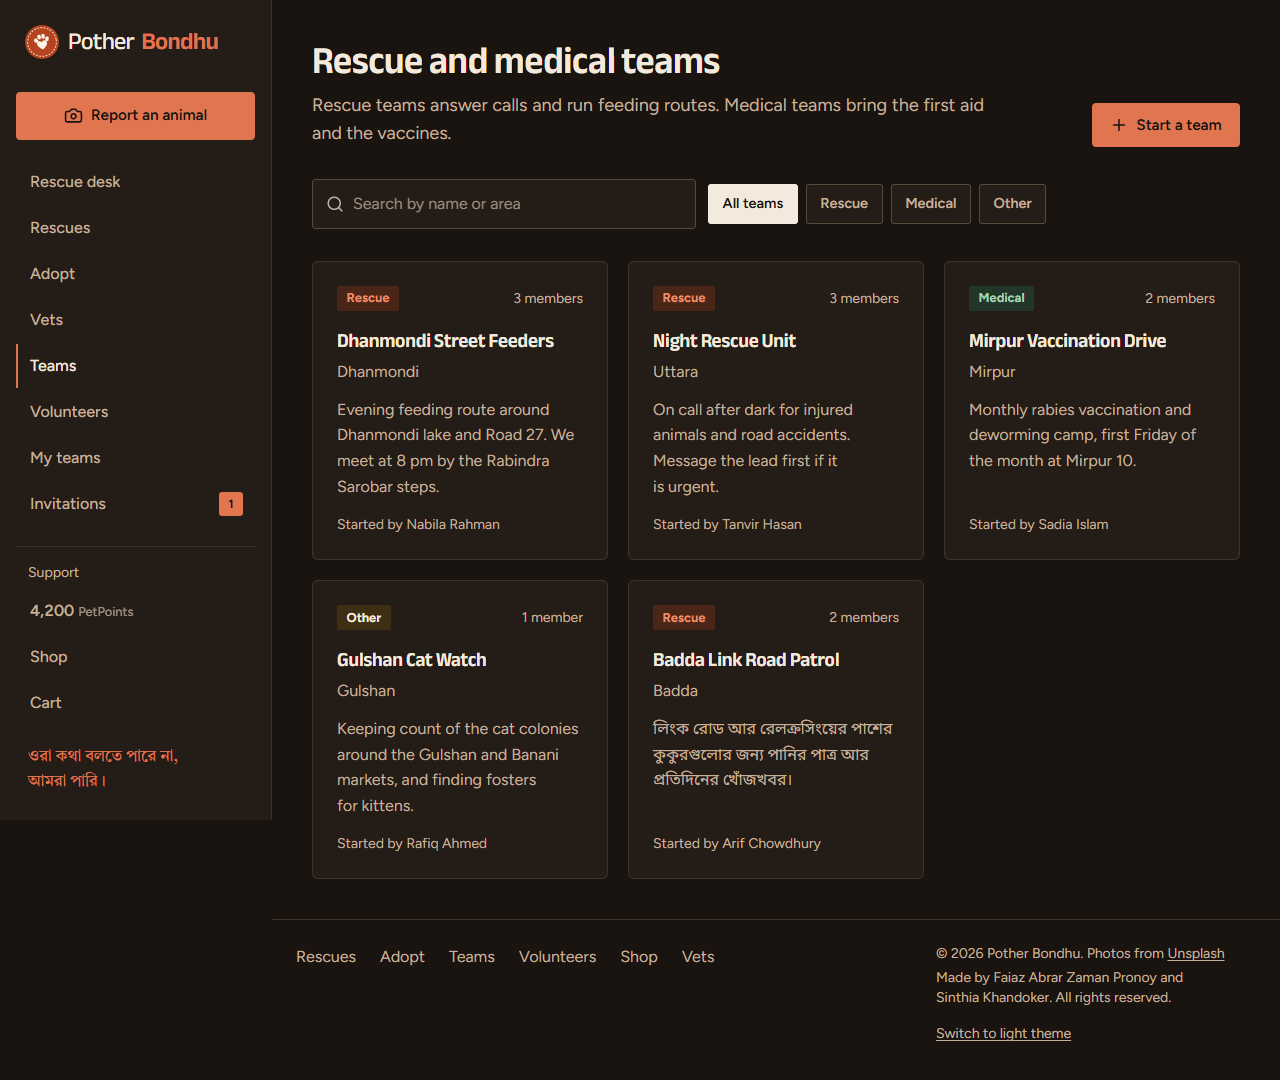 Pother Bondhu
Report an animal
Rescue desk
Rescues
Adopt
Vets
Teams
Volunteers
My teams
Invitations 1
Support
4,200 PetPoints
Shop
Cart
ওরা কথা বলতে পারে না,
আমরা পারি।
Rescue and medical teams
Rescue teams answer calls and run feeding routes. Medical teams bring the first aid
and the vaccines.
Start a team
Search by name or area
All teams Rescue Medical Other
Rescue 3 members
Dhanmondi Street Feeders
Dhanmondi
Evening feeding route around
Dhanmondi lake and Road 27. We
meet at 8 pm by the Rabindra
Sarobar steps.
Started by Nabila Rahman
Rescue 3 members
Night Rescue Unit
Uttara
On call after dark for injured
animals and road accidents.
Message the lead first if it
is urgent.
Started by Tanvir Hasan
Medical 2 members
Mirpur Vaccination Drive
Mirpur
Monthly rabies vaccination and
deworming camp, first Friday of
the month at Mirpur 10.
Started by Sadia Islam
Other 1 member
Gulshan Cat Watch
Gulshan
Keeping count of the cat colonies
around the Gulshan and Banani
markets, and finding fosters
for kittens.
Started by Rafiq Ahmed
Rescue 2 members
Badda Link Road Patrol
Badda
লিংক রোড আর রেলক্রসিংয়ের পাশের
কুকুরগুলোর জন্য পানির পাত্র আর
প্রতিদিনের খোঁজখবর।
Started by Arif Chowdhury
Rescues Adopt Teams Volunteers Shop Vets
© 2026 Pother Bondhu. Photos from Unsplash
Made by Faiaz Abrar Zaman Pronoy and
Sinthia Khandoker. All rights reserved.
Switch to light theme